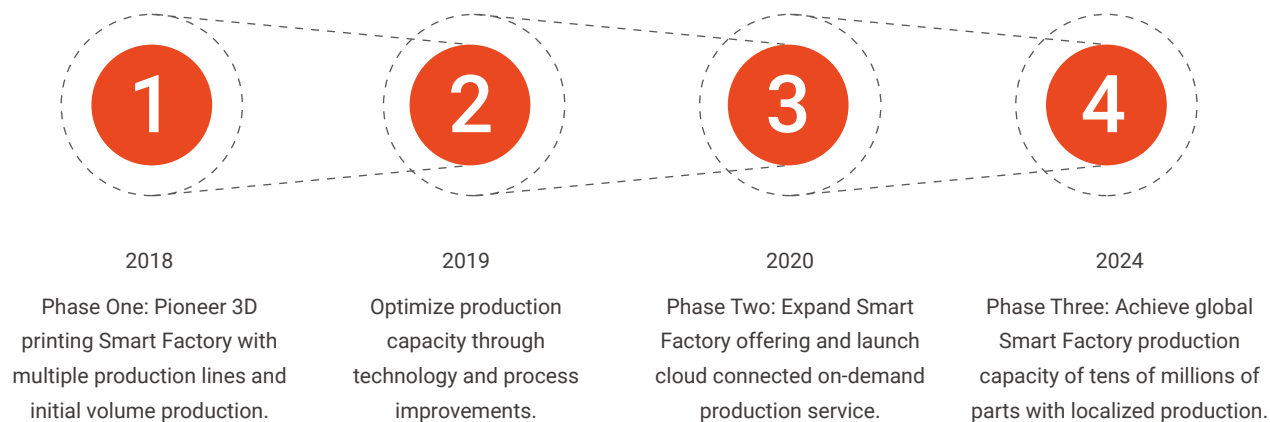 1
2
3
4
2018
Phase One: Pioneer 3D
printing Smart Factory with
multiple production lines and
initial volume production.
2019
Optimize production
capacity through
technology and process
improvements.
2020
Phase Two: Expand Smart
Factory offering and launch
cloud connected on-demand
production service.
2024
Phase Three: Achieve global
Smart Factory production
capacity of tens of millions of
parts with localized production.